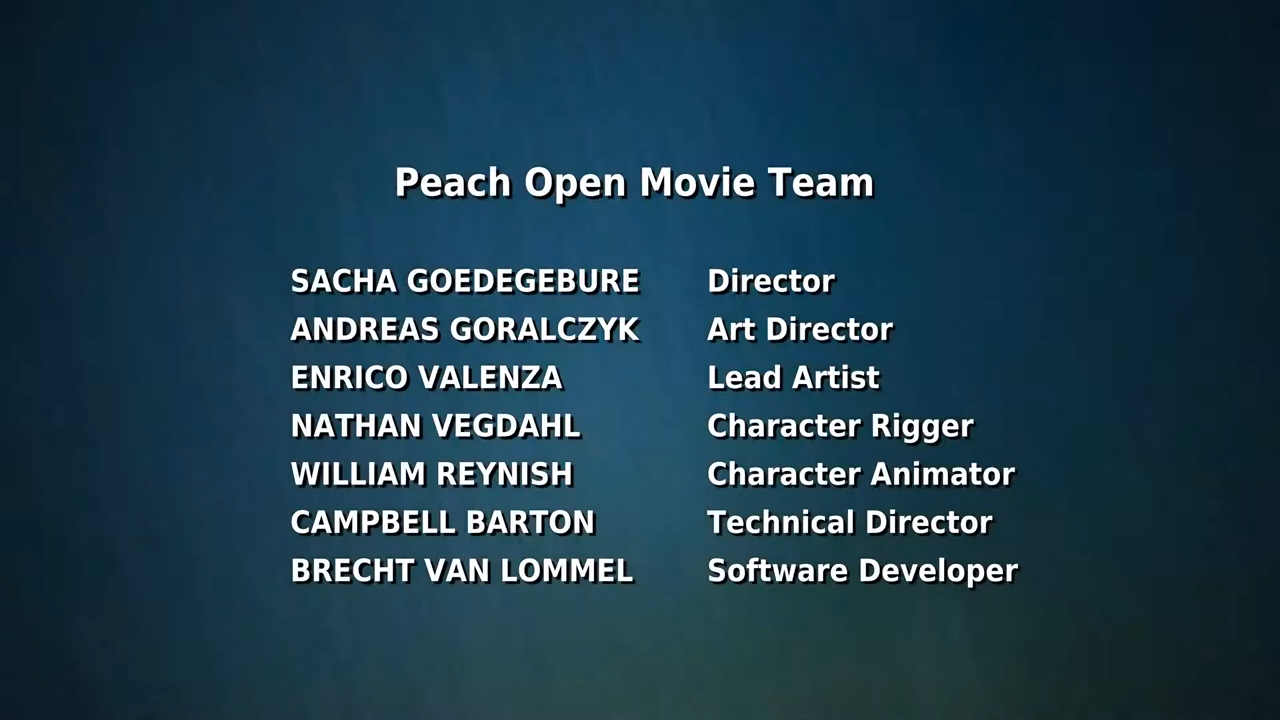 Peach Open Movie Team
SACHA GOEDEGEBURE Director
ANDREAS GORALCZYK Art Director
ENRICO VALENZA Lead Artist
NATHAN VEGDAHL Character Rigger
WILLIAM REYNISH Character Animator
CAMPBELL BARTON Technical Director
BRECHT VAN LOMMEL Software Developer